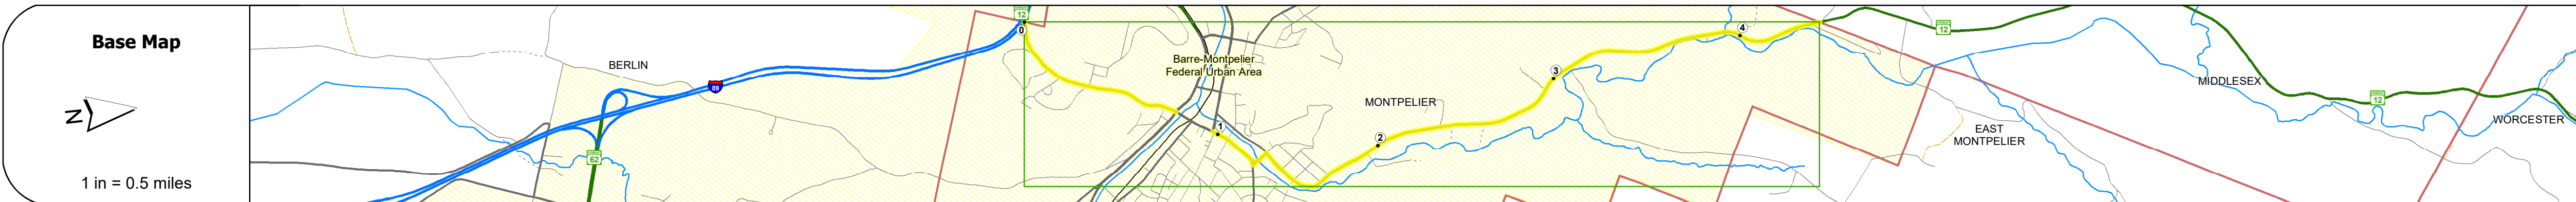 Base Map
N
1 in = 0.5 miles
BERLIN
89
62
12
0
Barre-Montpelier
Federal Urban Area
1
MONTPELIER
2
3
4
12
EAST
MONTPELIER
MIDDLESEX
12
WORCESTER